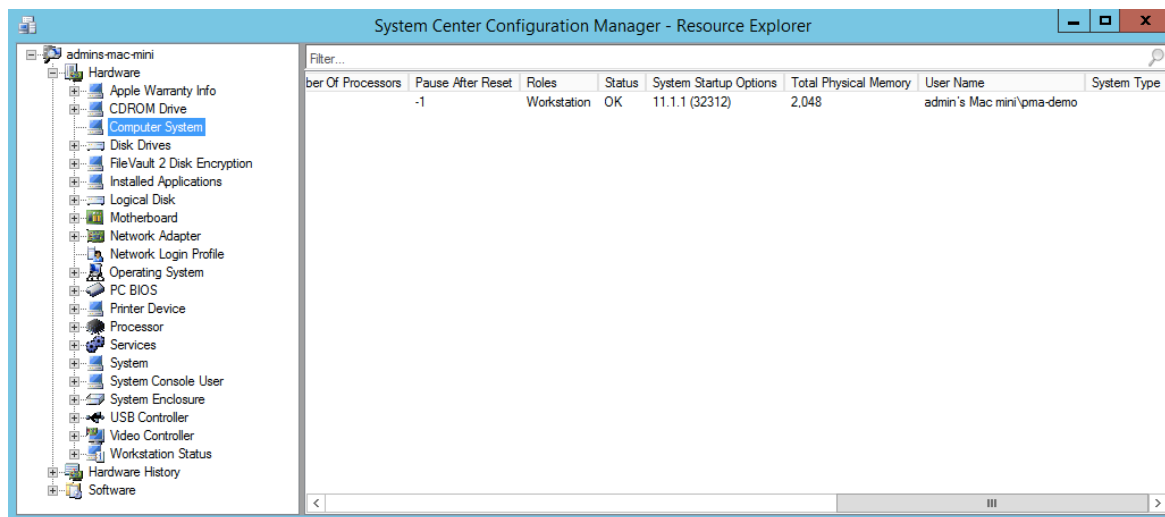 System Center Configuration Manager - Resource Explorer
admins-mac-mini
Hardware
Apple Warranty Info
CDROM Drive
Computer System
Disk Drives
FileVault 2 Disk Encryption
Installed Applications
Logical Disk
Motherboard
Network Adapter
Network Login Profile
Operating System
PC BIOS
Printer Device
Processor
Services
System
System Console User
System Enclosure
USB Controller
Video Controller
Workstation Status
Hardware History
Software
Filter...
ber Of Processors Pause After Reset Roles Status System Startup Options Total Physical Memory User Name System Type
-1 Workstation OK 11.1.1 (32312) 2,048 admin's Mac mini\pma-demo